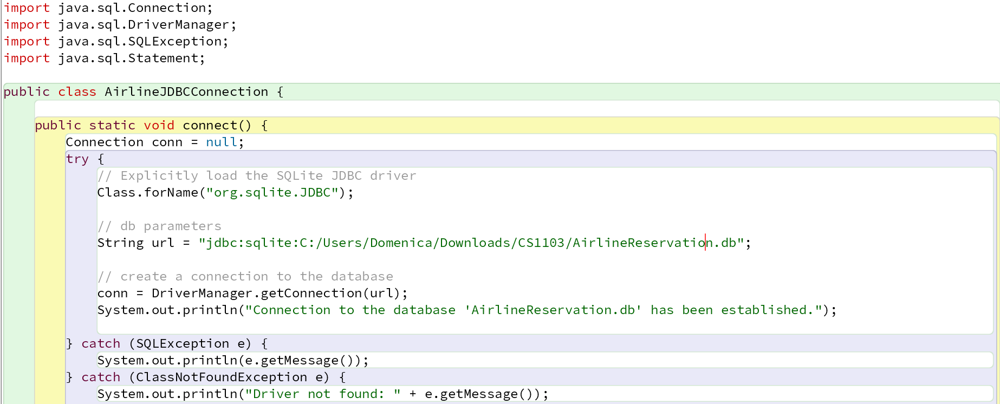 import java.sql.Connection;
import java.sql.DriverManager;
import java.sql.SQLException;
import java.sql.Statement;
public class AirlineJDBCConnection {
public static void connect() {
Connection conn = null;
try {
// Explicitly load the SQLite JDBC driver
Class.forName("org.sqlite.JDBC");
// db parameters
String url = "jdbc:sqlite:C:/Users/Domenica/Downloads/CS1103/AirlineReservation.db";
// create a connection to the database
conn = DriverManager.getConnection(url);
System.out.println("Connection to the database 'AirlineReservation.db' has been established.");
} catch (SQLException e) {
System.out.println(e.getMessage());
} catch (ClassNotFoundException e) {
System.out.println("Driver not found: " + e.getMessage());